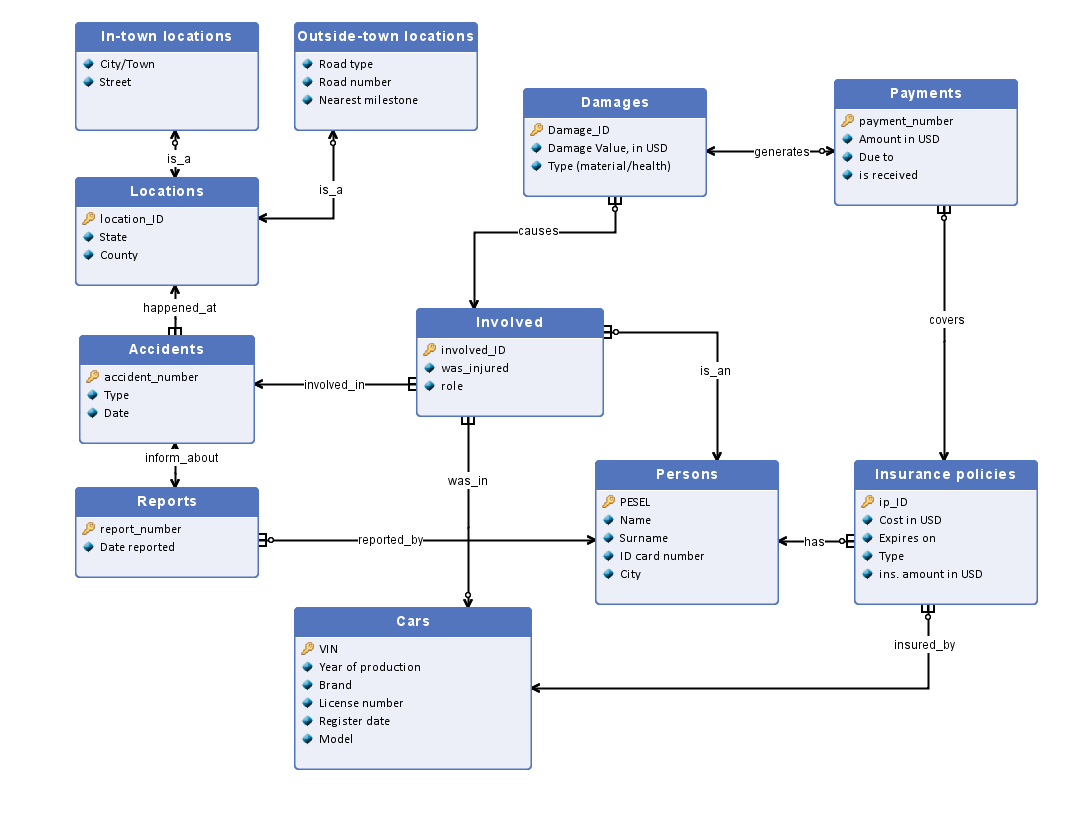 In-town locations
City/Town
Street
Outside-town locations
Road type
Road number
Nearest milestone
Damages
Damage_ID
Damage Value, in USD
Type (material/health)
Payments
payment_number
Amount in USD
Due to
is received
generates
is_a
is_a
Locations
location_ID
State
County
causes
happened_at
covers
Involved
involved_ID
was_injured
role
Accidents
accident_number
Type
Date
involved_in
is_an
inform_about
was_in
Reports
report_number
Date reported
reported_by
Persons
PESEL
Name
Surname
ID card number
City
has
Insurance policies
ip_ID
Cost in USD
Expires on
Type
ins. amount in USD
insured_by
Cars
VIN
Year of production
Brand
License number
Register date
Model